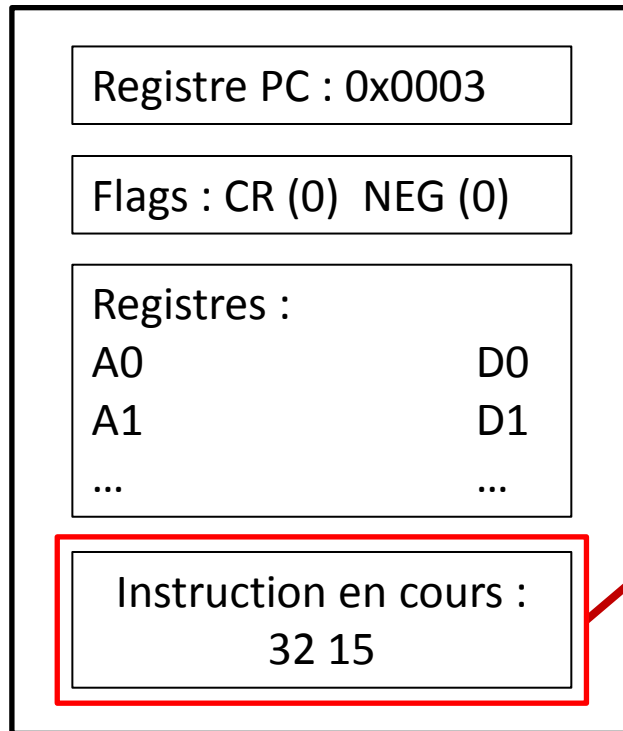 Registre PC : 0x0003
Flags : CR (0) NEG (0)
Registres :
A0 D0
A1 D1
... ...
Instruction en cours :
32 15